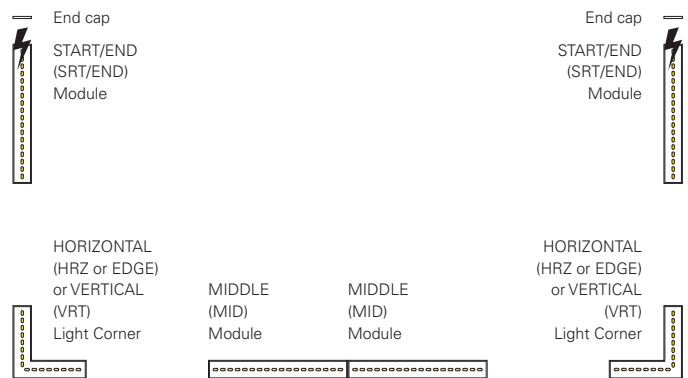 End cap
START/END
(SRT/END)
Module
End cap
START/END
(SRT/END)
Module
HORIZONTAL
(HRZ or EDGE)
or VERTICAL
(VRT)
Light Corner
MIDDLE
(MID)
Module
MIDDLE
(MID)
Module
HORIZONTAL
(HRZ or EDGE)
or VERTICAL
(VRT)
Light Corner